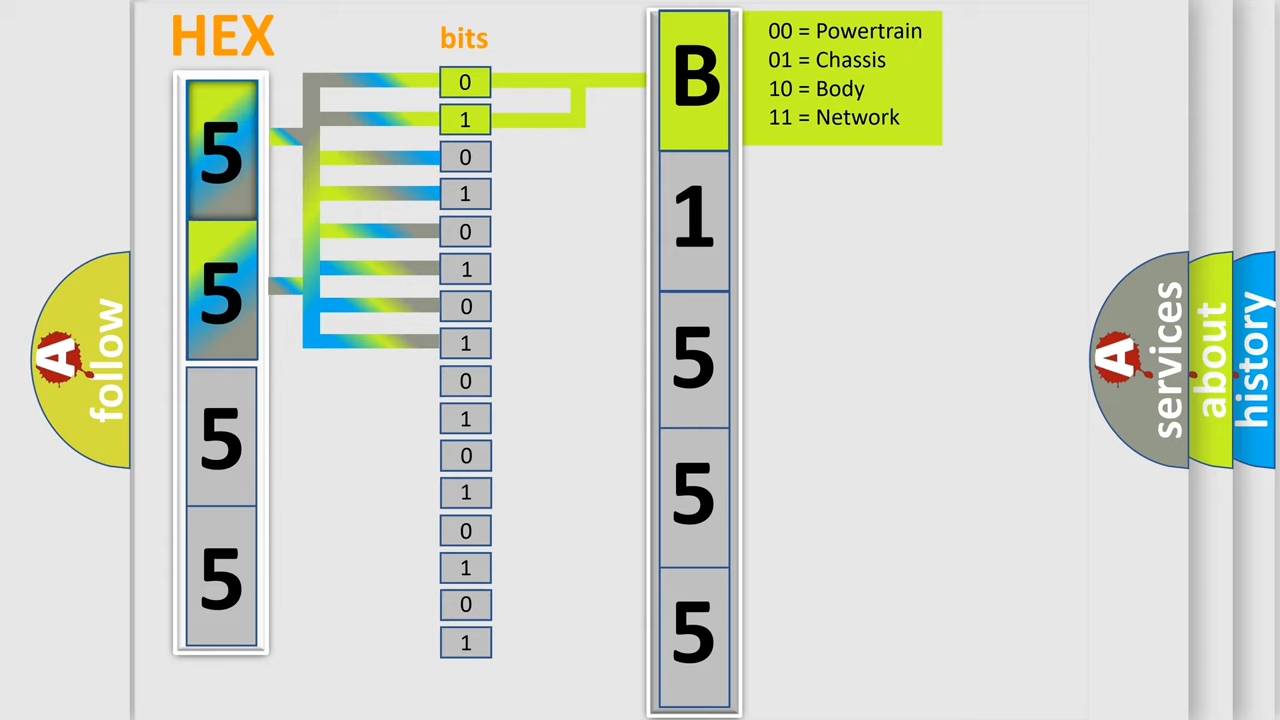 HEX
bits
5
5
5
5
0
1
0
1
0
1
0
1
0
1
0
1
0
1
0
1
B
1
5
5
5
00 = Powertrain
01 = Chassis
10 = Body
11 = Network
A
follow
A
services
about
history